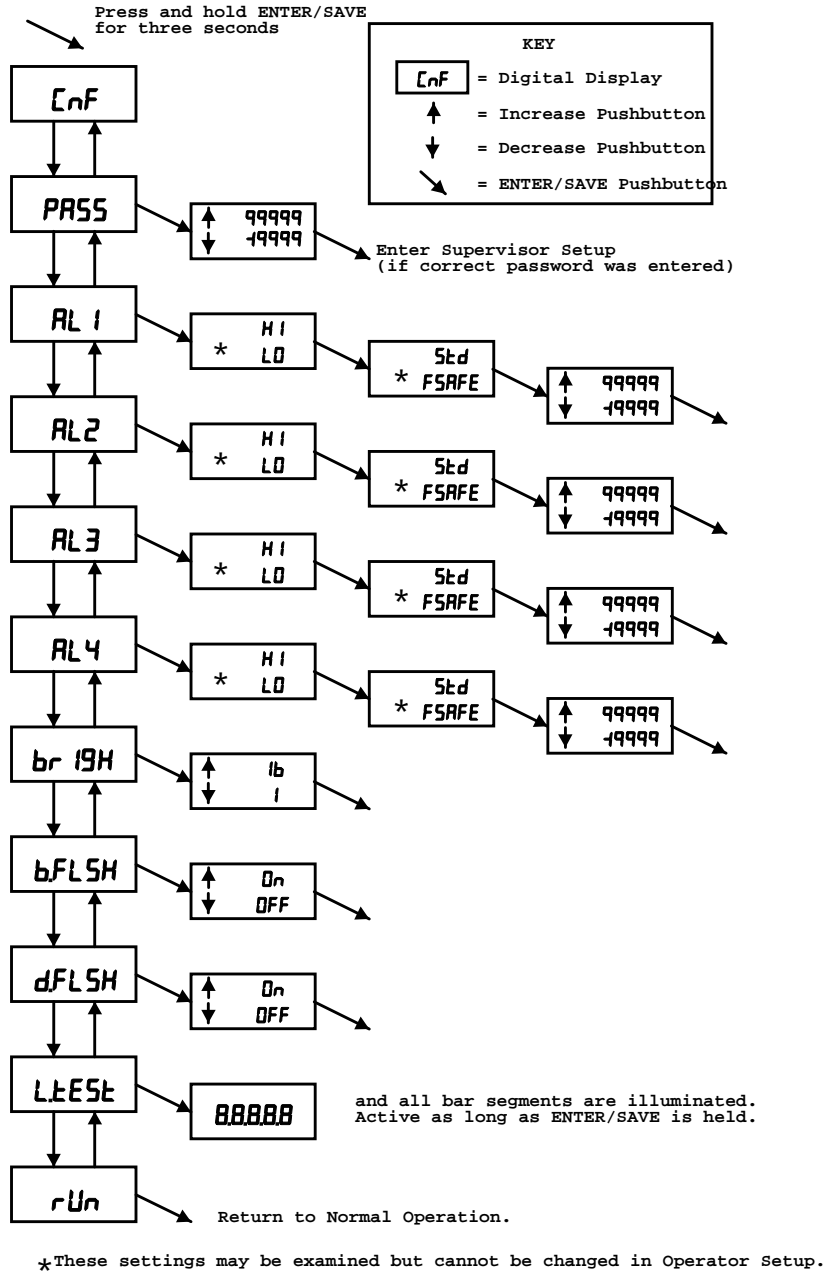 Press and hold ENTER/SAVE
for three seconds
KEY
CnF = Digital Display
= Increase Pushbutton
= Decrease Pushbutton
= ENTER/SAVE Pushbutton
CnF
PASS
99999
-19999
Enter Supervisor Setup
(if correct password was entered)
AL1
HI
* LO
Std
* FSAFE
99999
-19999
AL2
HI
* LO
Std
* FSAFE
99999
-19999
AL3
HI
* LO
Std
* FSAFE
99999
-19999
AL4
HI
* LO
Std
* FSAFE
99999
-19999
brIGH
16
1
b.FLSH
On
OFF
d.FLSH
On
OFF
L.tESt
8.8.8.8.8
and all bar segments are illuminated.
Active as long as ENTER/SAVE is held.
rUn
Return to Normal Operation.
*These settings may be examined but cannot be changed in Operator Setup.